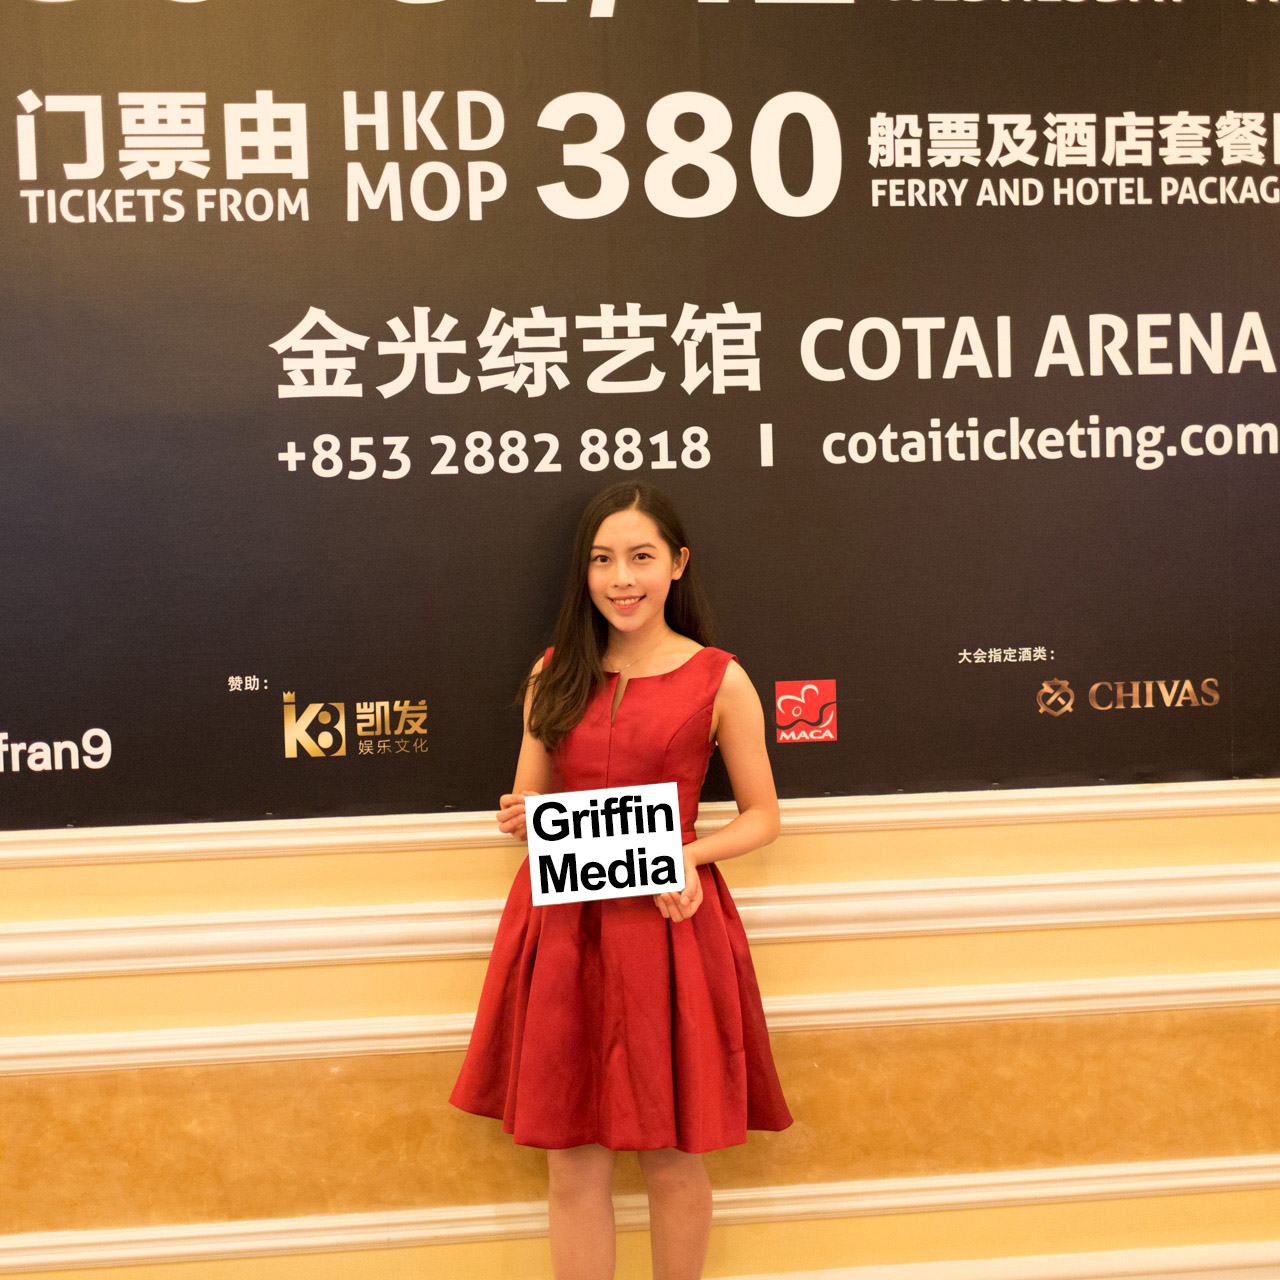 门票由 HKD 380 船票及酒店套餐
TICKETS FROM MOP FERRY AND HOTEL PACKAG
金光综艺馆 COTAI ARENA
+853 2882 8818 | cotaiticketing.com
大会指定酒类：
赞助：
K8 凯发
娱乐文化
MACA
CHIVAS
fran9
Griffin
Media